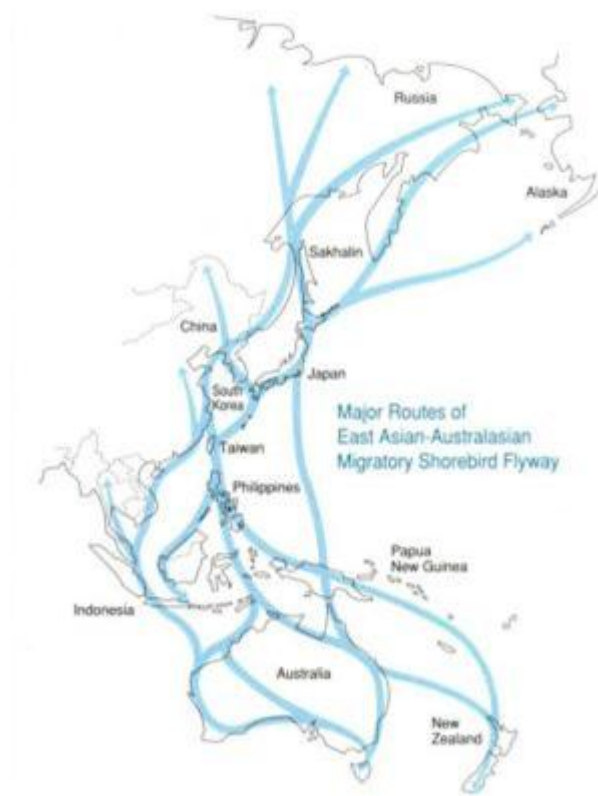 Russia
Alaska
Sakhalin
China
Japan
South
Korea
Major Routes of
East Asian-Australasian
Migratory Shorebird Flyway
Taiwan
Philippines
Papua
New Guinea
Indonesia
Australia
New
Zealand